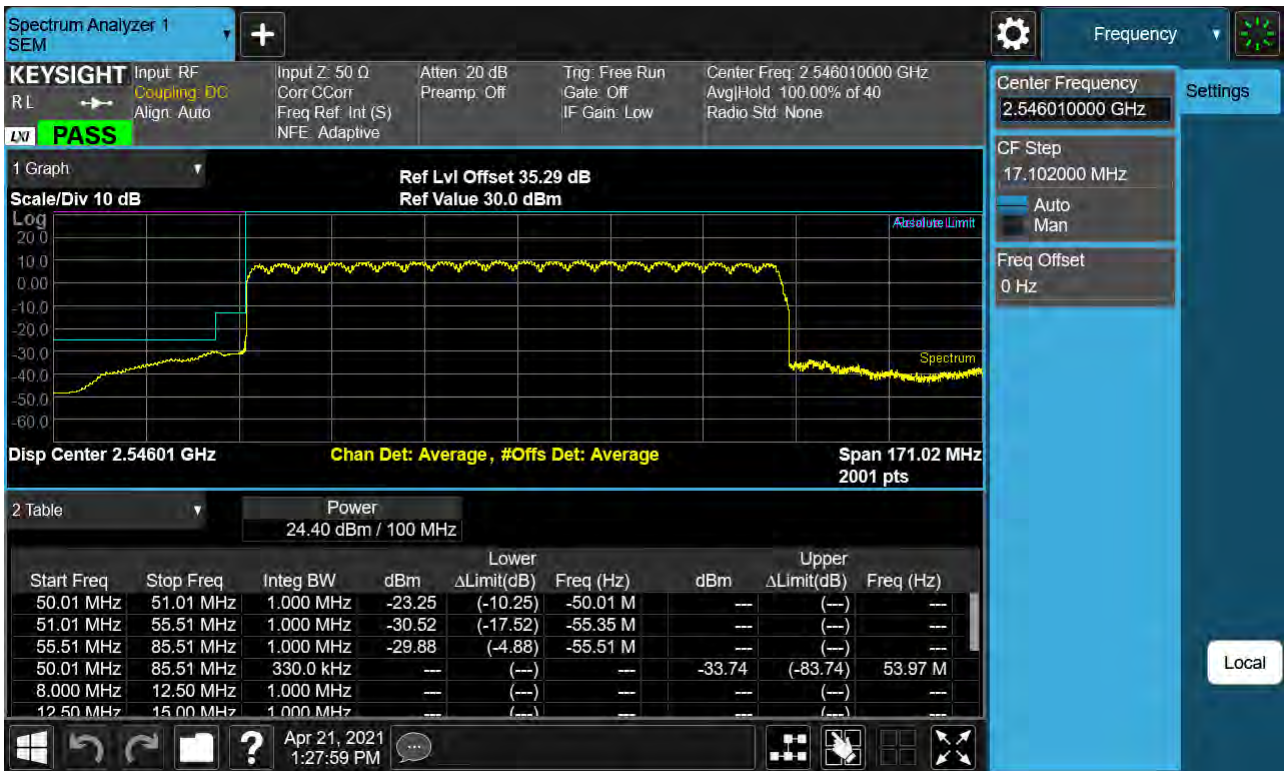 Spectrum Analyzer 1
SEM
Frequency
KEYSIGHT
R L
LXI
PASS
Input: RF
Coupling: DC
Align: Auto
Input Z: 50 Ω
Corr CCorr
Freq Ref: Int (S)
NFE: Adaptive
Atten: 20 dB
Preamp: Off
Trig: Free Run
Gate: Off
IF Gain: Low
Center Freq: 2.546010000 GHz
Avg|Hold: 100.00% of 40
Radio Std: None
Center Frequency
2.546010000 GHz
Settings
CF Step
17.102000 MHz
Auto
Man
Freq Offset
0 Hz
1 Graph
Scale/Div 10 dB
Ref Lvl Offset 35.29 dB
Ref Value 30.0 dBm
Log
20.0
10.0
0.00
-10.0
-20.0
-30.0
-40.0
-50.0
-60.0
Absolute Limit
Spectrum
Disp Center 2.54601 GHz
Chan Det: Average, #Offs Det: Average
Span 171.02 MHz
2001 pts
2 Table
Power
24.40 dBm / 100 MHz
Lower Upper
Start Freq Stop Freq Integ BW dBm ΔLimit(dB) Freq (Hz) dBm ΔLimit(dB) Freq (Hz)
50.01 MHz 51.01 MHz 1.000 MHz -23.25 (-10.25) -50.01 M --- (---) ---
51.01 MHz 55.51 MHz 1.000 MHz -30.52 (-17.52) -55.35 M --- (---) ---
55.51 MHz 85.51 MHz 1.000 MHz -29.88 (-4.88) -55.51 M --- (---) ---
50.01 MHz 85.51 MHz 330.0 kHz --- (---) --- -33.74 (-83.74) 53.97 M
8.000 MHz 12.50 MHz 1.000 MHz --- (---) --- --- (---) ---
12.50 MHz 15.00 MHz 1.000 MHz --- (---) --- --- (---) ---
Local
?
Apr 21, 2021
1:27:59 PM